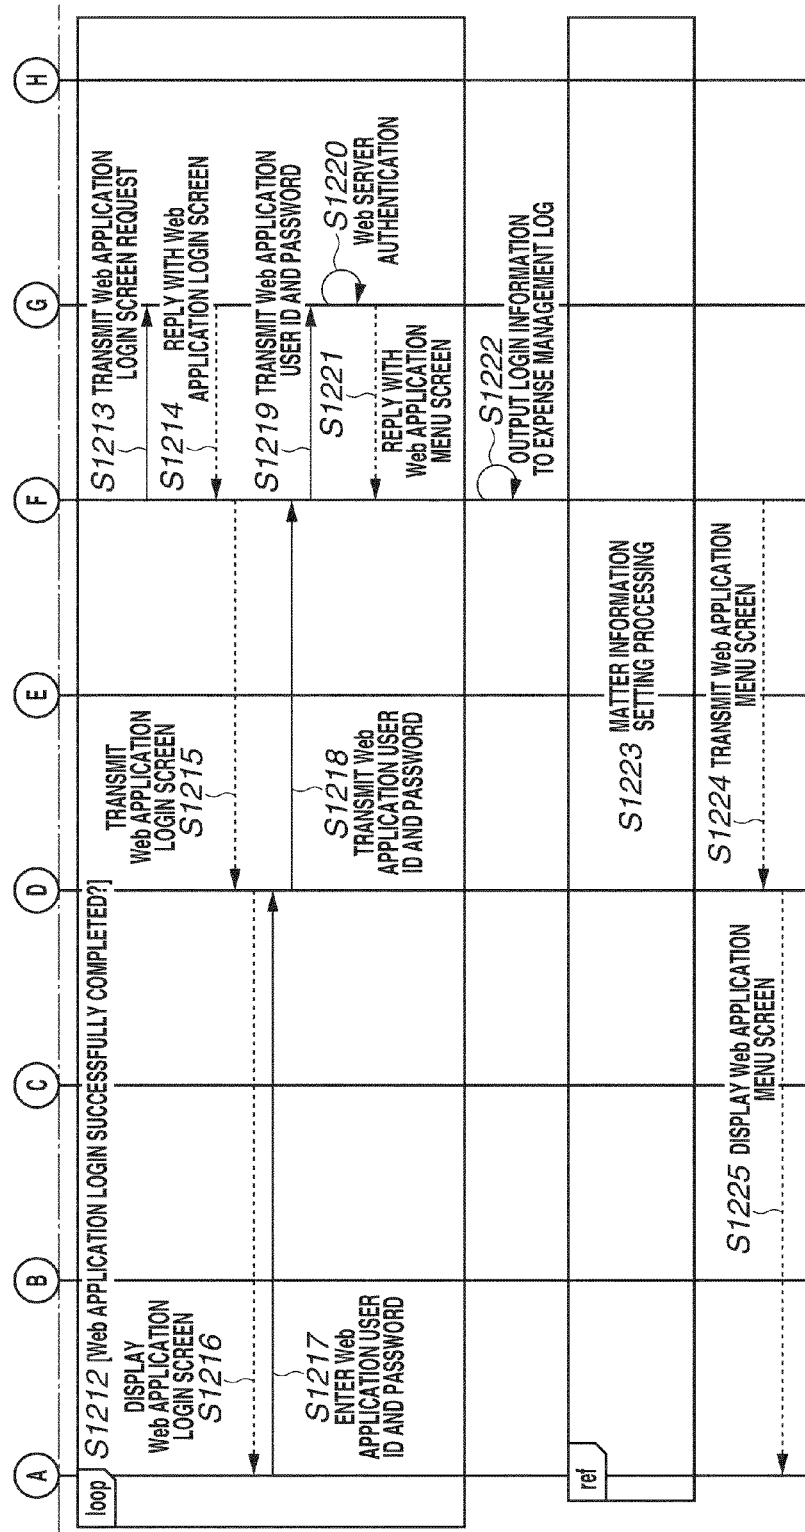 A
B
C
D
E
F
G
H
loop
S1212 [Web APPLICATION LOGIN SUCCESSFULLY COMPLETED?]
S1213 TRANSMIT Web APPLICATION
LOGIN SCREEN REQUEST
S1214
REPLY WITH Web
APPLICATION LOGIN SCREEN
TRANSMIT
Web APPLICATION
LOGIN SCREEN
S1215
DISPLAY
Web APPLICATION
LOGIN SCREEN
S1216
S1217
ENTER Web
APPLICATION USER
ID AND PASSWORD
S1218
TRANSMIT Web
APPLICATION USER
ID AND PASSWORD
S1219 TRANSMIT Web APPLICATION
USER ID AND PASSWORD
S1220
Web SERVER
AUTHENTICATION
S1221
REPLY WITH
Web APPLICATION
MENU SCREEN
S1222
OUTPUT LOGIN INFORMATION
TO EXPENSE MANAGEMENT LOG
ref
S1223 MATTER INFORMATION
SETTING PROCESSING
S1224 TRANSMIT Web APPLICATION
MENU SCREEN
S1225 DISPLAY Web APPLICATION
MENU SCREEN